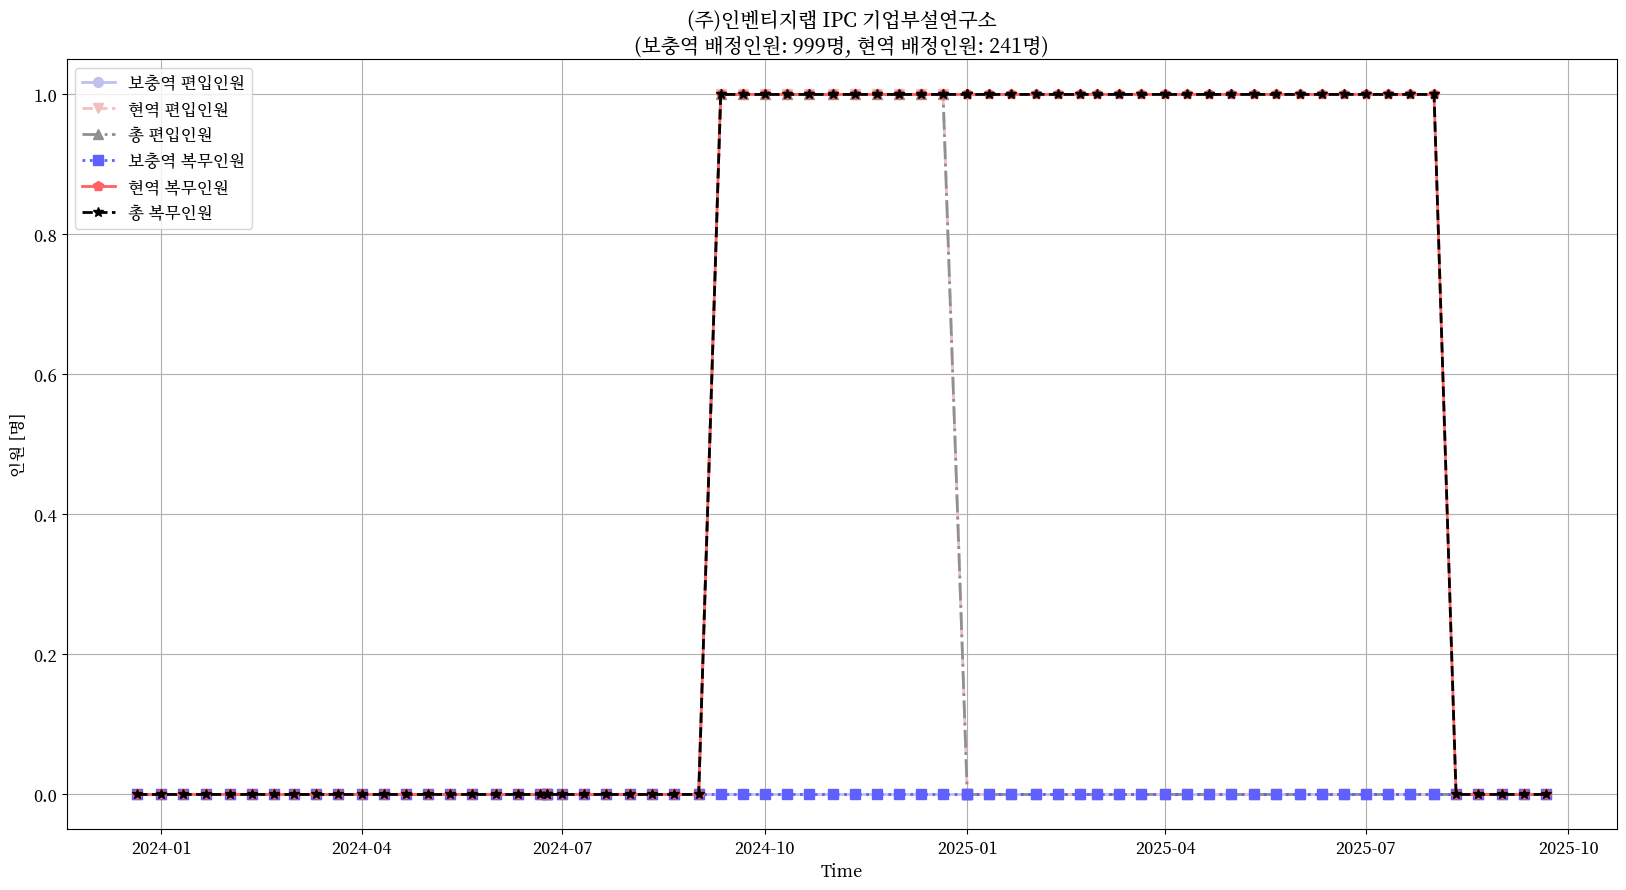 (주)인벤티지랩 IPC 기업부설연구소
(보충역 배정인원: 999명, 현역 배정인원: 241명)
보충역 편입인원
현역 편입인원
총 편입인원
보충역 복무인원
현역 복무인원
총 복무인원
인원 [명]
1.0
0.8
0.6
0.4
0.2
0.0
2024-01
2024-04
2024-07
2024-10
2025-01
2025-04
2025-07
2025-10
Time